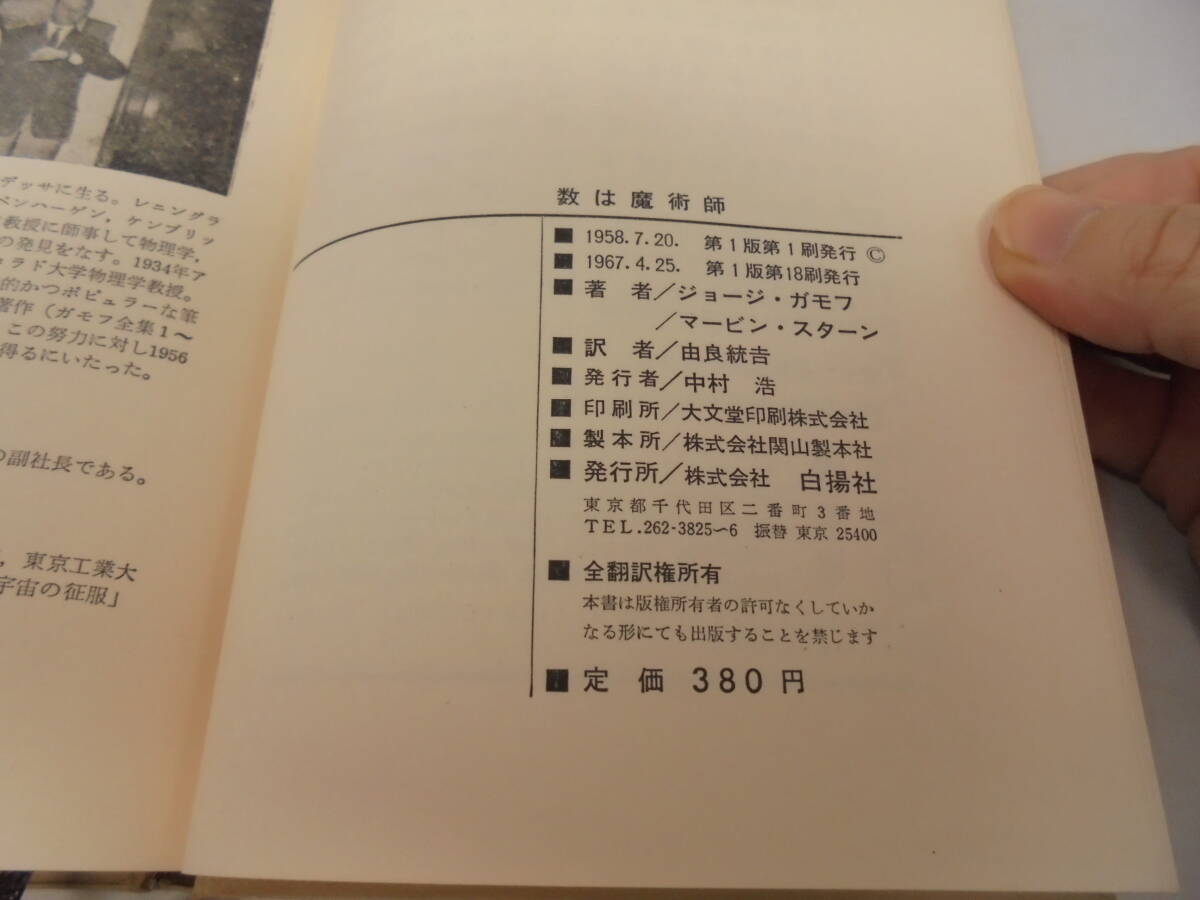 デッサに生る。レニングラ
ペンハーゲン，ケンブリッ
教授に師事して物理学，
の発見をなす。1934年ア
ラド大学物理学教授。
的かつポピュラーな筆
著作（ガモフ全集1〜
この努力に対し1956
得るにいたった。
の副社長である。
，東京工業大
宇宙の征服」
数は魔術師
■ 1958.7.20. 第1版第1刷発行 ©
■ 1967.4.25. 第1版第18刷発行
■ 著　者／ジョージ・ガモフ
／マービン・スターン
■ 訳　者／由良統吉
■ 発行者／中村　浩
■ 印刷所／大文堂印刷株式会社
■ 製本所／株式会社関山製本社
■ 発行所／株式会社　白揚社
東京都千代田区二番町3番地
TEL.262-3825〜6 振替 東京 25400
■ 全翻訳権所有
本書は版権所有者の許可なくしていか
なる形にても出版することを禁じます
■ 定　価 380円